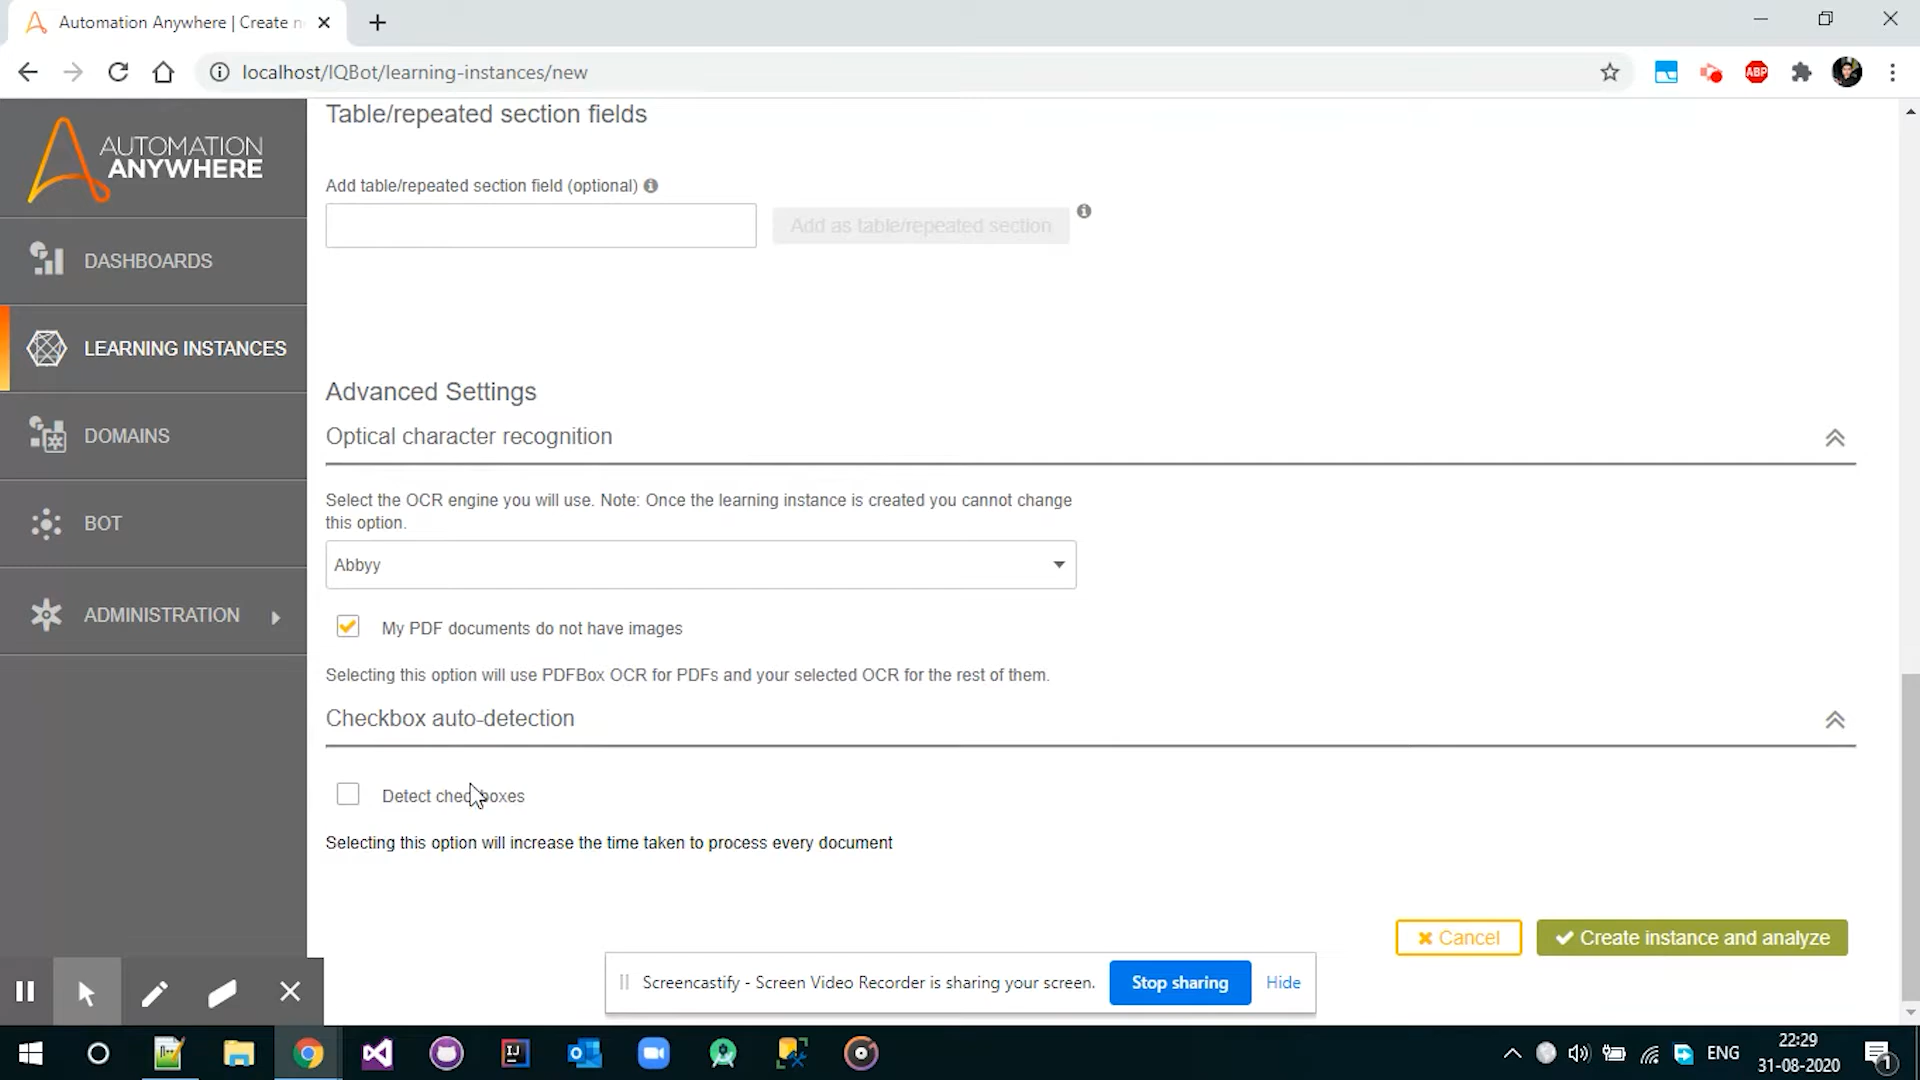 Automation Anywhere | Create n
localhost/IQBot/learning-instances/new
ABP
AUTOMATION
ANYWHERE
DASHBOARDS
LEARNING INSTANCES
DOMAINS
BOT
ADMINISTRATION
Table/repeated section fields
Add table/repeated section field (optional)
Add as table/repeated section
Advanced Settings
Optical character recognition
Select the OCR engine you will use. Note: Once the learning instance is created you cannot change
this option.
Abbyy
My PDF documents do not have images
Selecting this option will use PDFBox OCR for PDFs and your selected OCR for the rest of them.
Checkbox auto-detection
Detect checkboxes
Selecting this option will increase the time taken to process every document
Cancel
Create instance and analyze
Screencastify - Screen Video Recorder is sharing your screen.
Stop sharing
Hide
ENG
22:29
31-08-2020
1